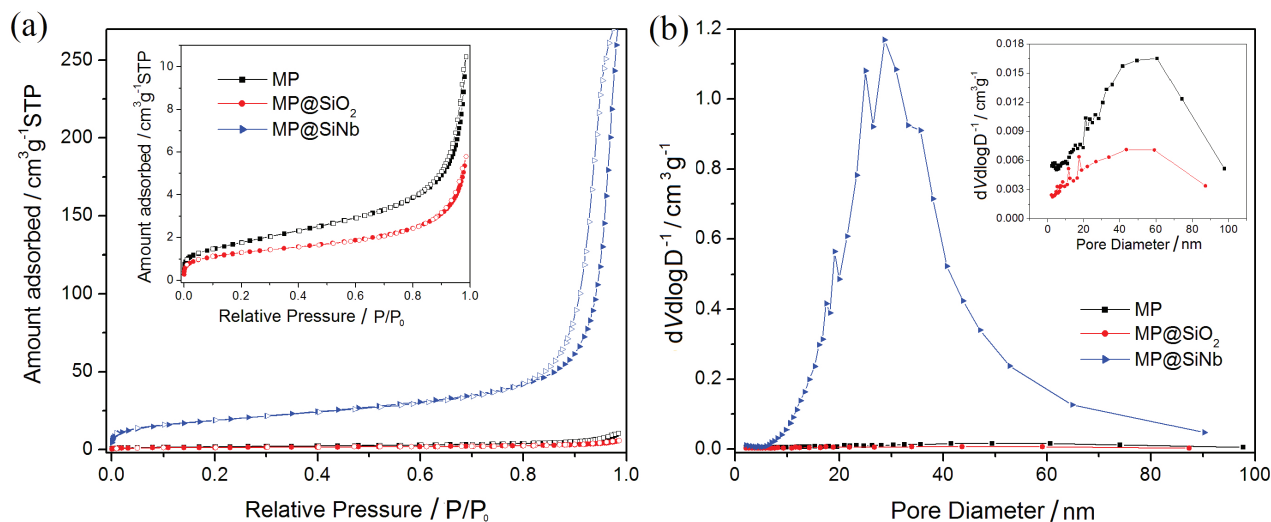 (a)
Amount adsorbed / cm³g⁻¹STP
250
200
150
100
50
0
0.0 0.2 0.4 0.6 0.8 1.0
Relative Pressure / P/P₀
MP
MP@SiO₂
MP@SiNb
Amount adsorbed / cm³g⁻¹STP
10
8
6
4
2
0
0.0 0.2 0.4 0.6 0.8 1.0
Relative Pressure / P/P₀
(b)
dVdlogD⁻¹/ cm³g⁻¹
1.2
1.0
0.8
0.6
0.4
0.2
0.0
0 20 40 60 80 100
Pore Diameter / nm
MP
MP@SiO₂
MP@SiNb
dVdlogD⁻¹/ cm³g⁻¹
0.018
0.015
0.012
0.009
0.006
0.003
0.000
0 20 40 60 80 100
Pore Diameter / nm